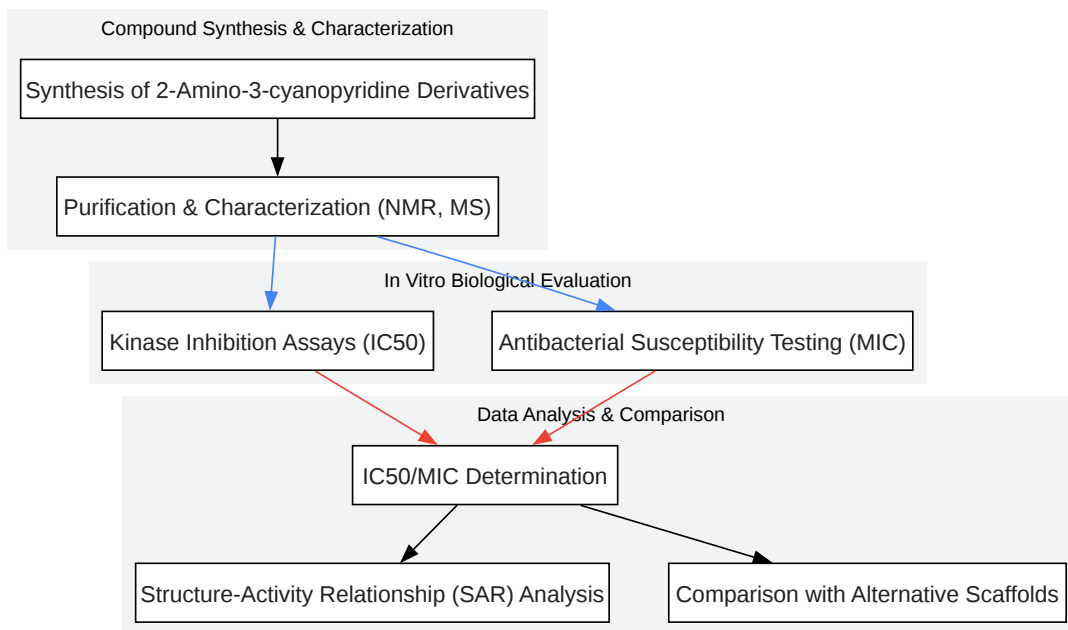 Compound Synthesis & Characterization
Synthesis of 2-Amino-3-cyanopyridine Derivatives
Purification & Characterization (NMR, MS)
In Vitro Biological Evaluation
Kinase Inhibition Assays (IC50)
Antibacterial Susceptibility Testing (MIC)
Data Analysis & Comparison
IC50/MIC Determination
Structure-Activity Relationship (SAR) Analysis
Comparison with Alternative Scaffolds